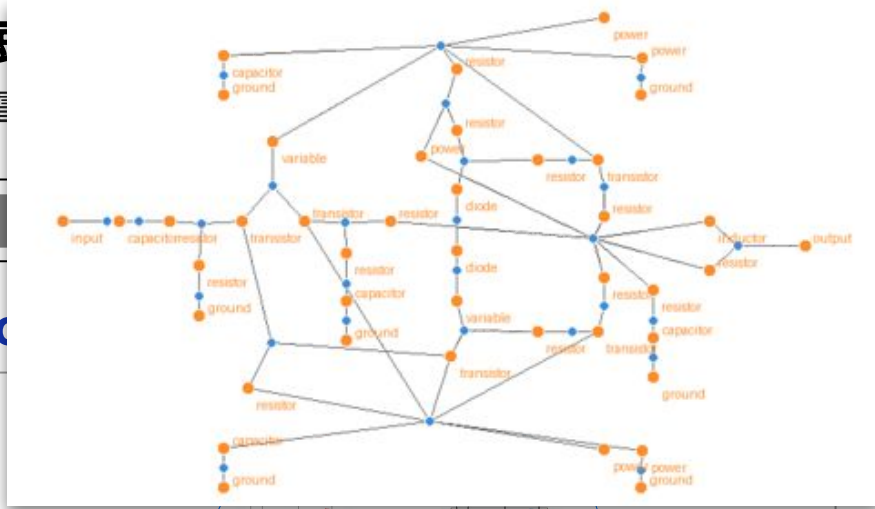 power
resistor
power
capacitor
ground
ground
resistor
variable
power
resistor
transistor
diode
transistor
resistor
resistor
input
capacitor
resistor
transistor
inductor
output
resistor
diode
resistor
resistor
resistor
capacitor
resistor
ground
variable
capacitor
ground
resistor
transistor
transistor
ground
resistor
capacitor
power
power
ground
ground